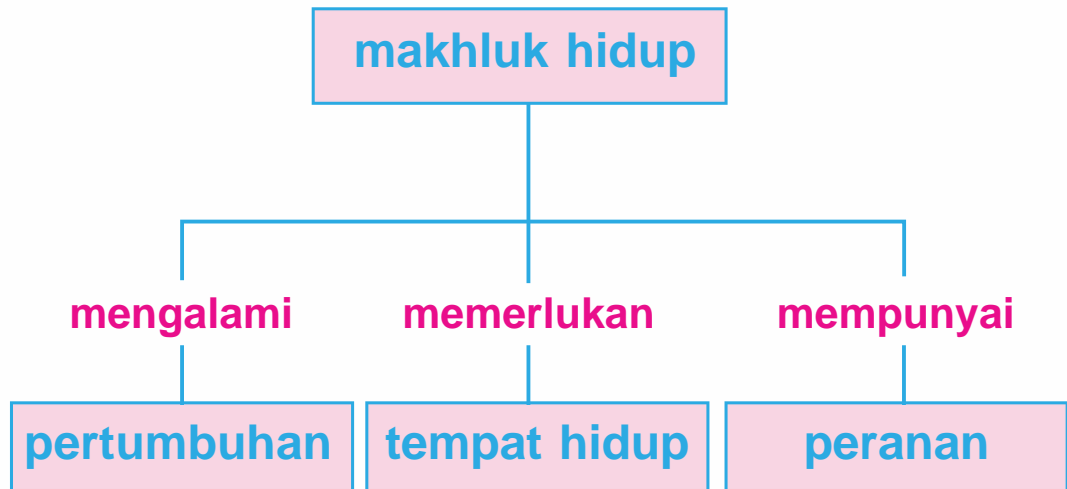 makhluk hidup
mengalami memerlukan mempunyai
pertumbuhan tempat hidup peranan